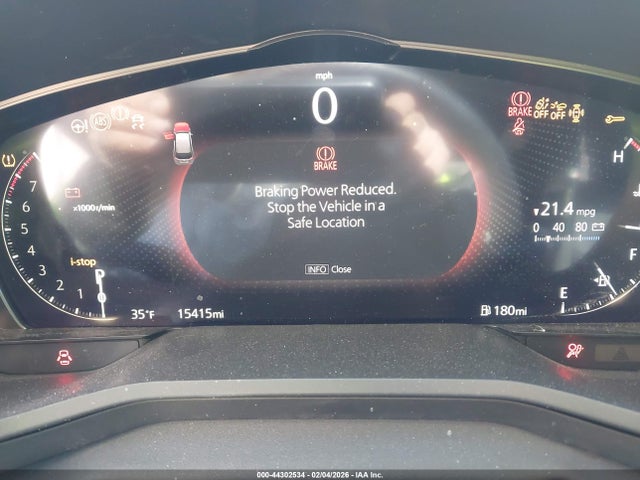 mph
0
BRAKE
OFF OFF
ABS
BRAKE
H
7
6
5
4
3
2
1
x1000r/min
Braking Power Reduced.
Stop the Vehicle in a
Safe Location
21.4 mpg
0 40 80
i-stop
P
INFO Close
E
F
35°F
15415mi
180mi
000-44302534 - 02/04/2026 - IAA Inc.